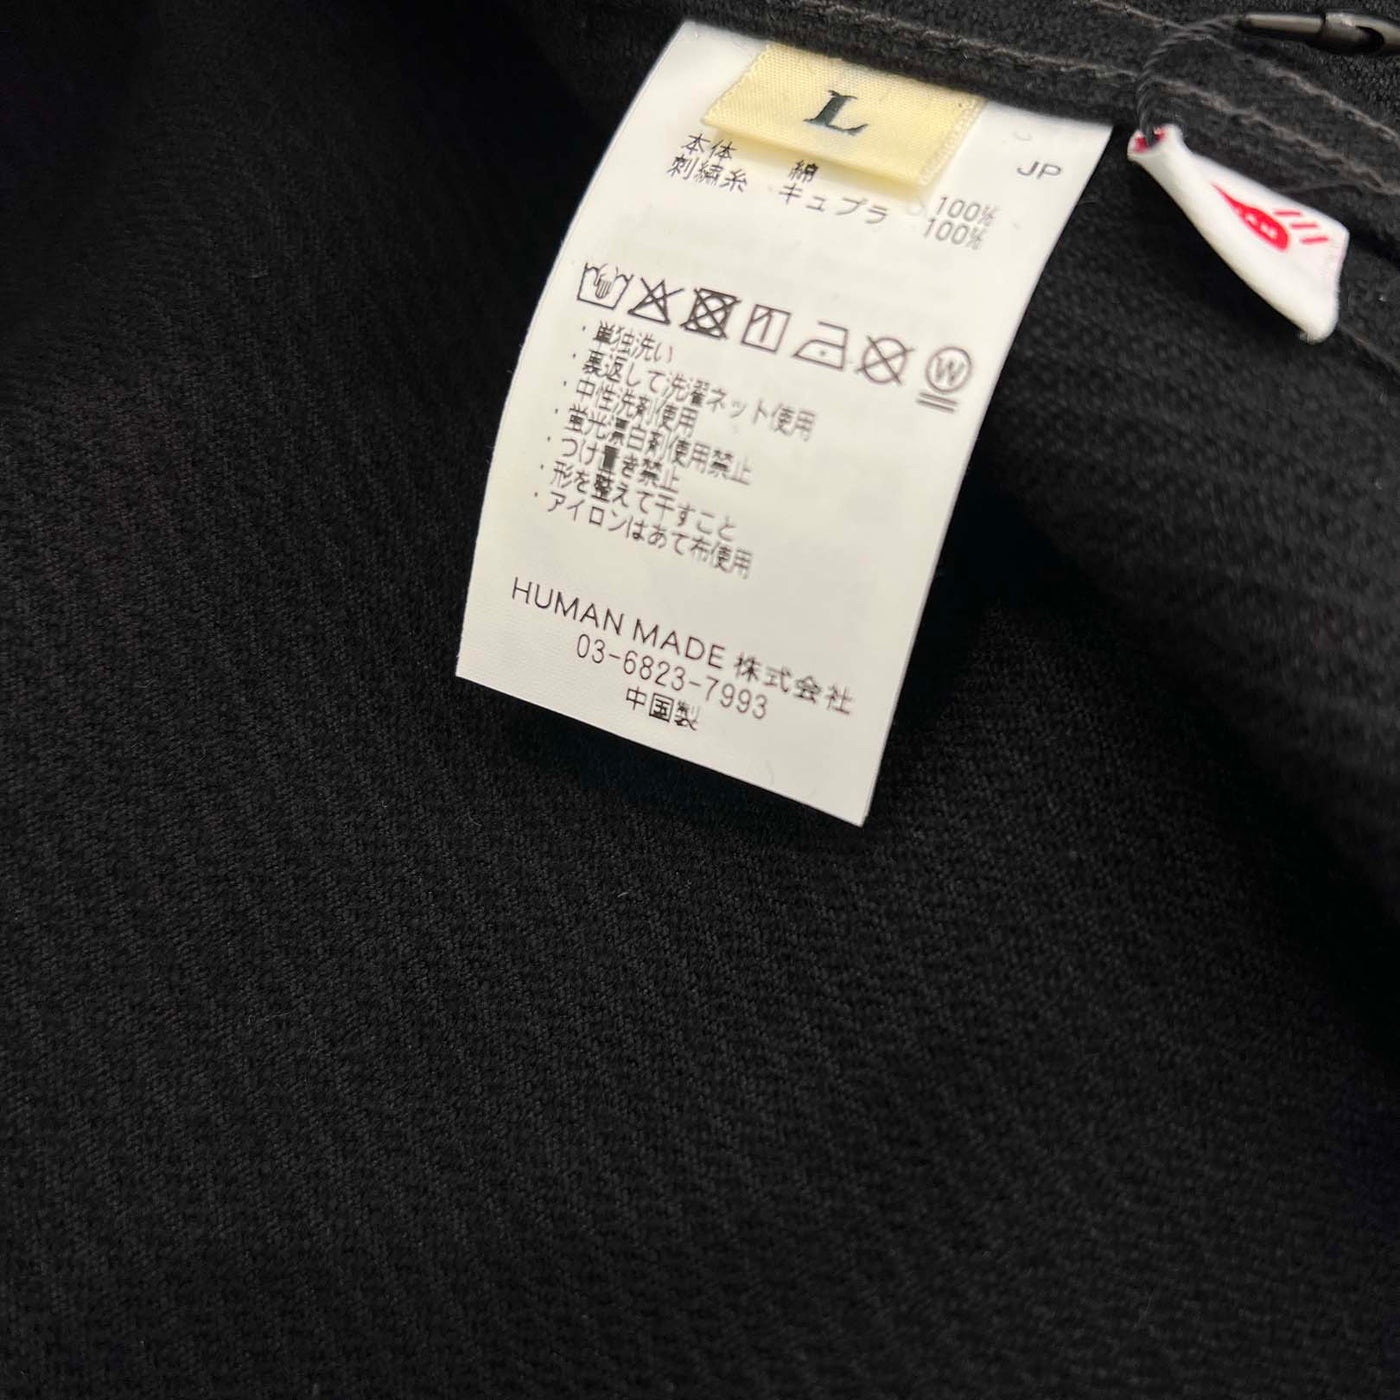 L
JP
本体 綿 100%
刺繍糸 キュプラ 100%
W
・単独洗い
・裏返して洗濯ネット使用
・中性洗剤使用
・蛍光漂白剤使用禁止
・つけ置き禁止
・形を整えて干すこと
・アイロンはあて布使用
HUMAN MADE 株式会社
03-6823-7993
中国製